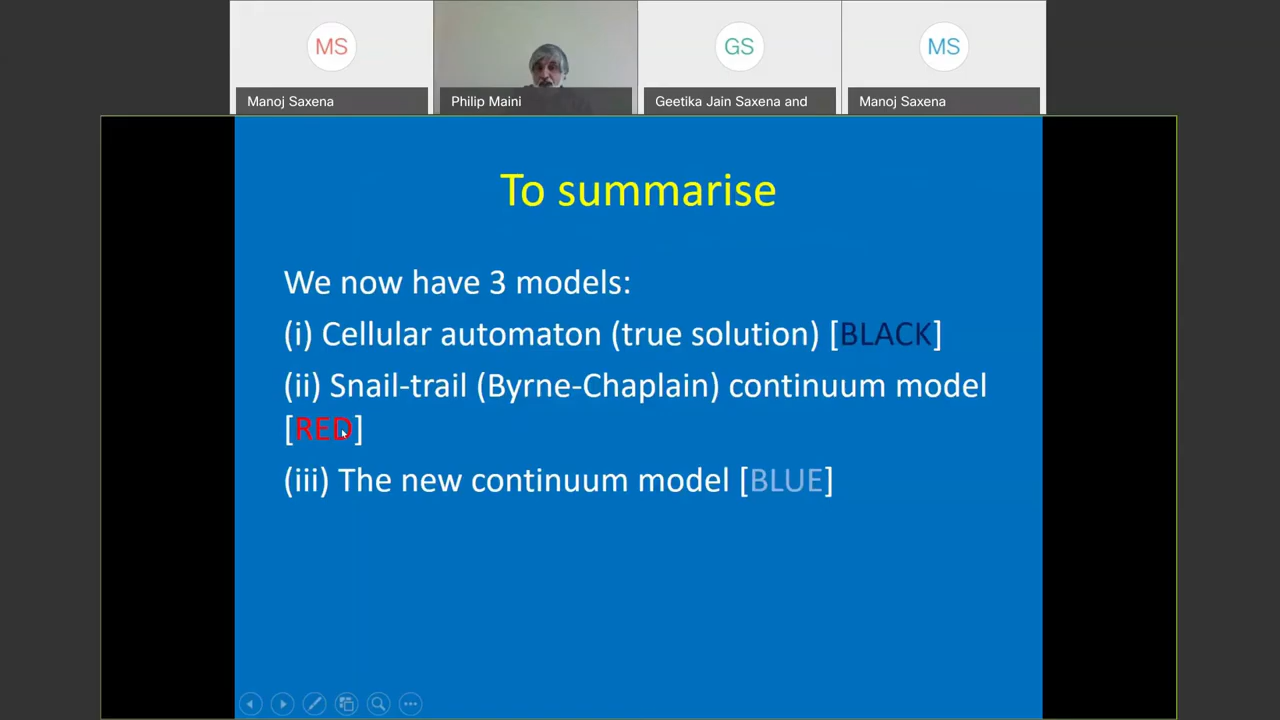 MS
GS
MS
Manoj Saxena
Philip Maini
Geetika Jain Saxena and
Manoj Saxena
To summarise
We now have 3 models:
(i) Cellular automaton (true solution) [BLACK]
(ii) Snail-trail (Byrne-Chaplain) continuum model
[RED]
(iii) The new continuum model [BLUE]